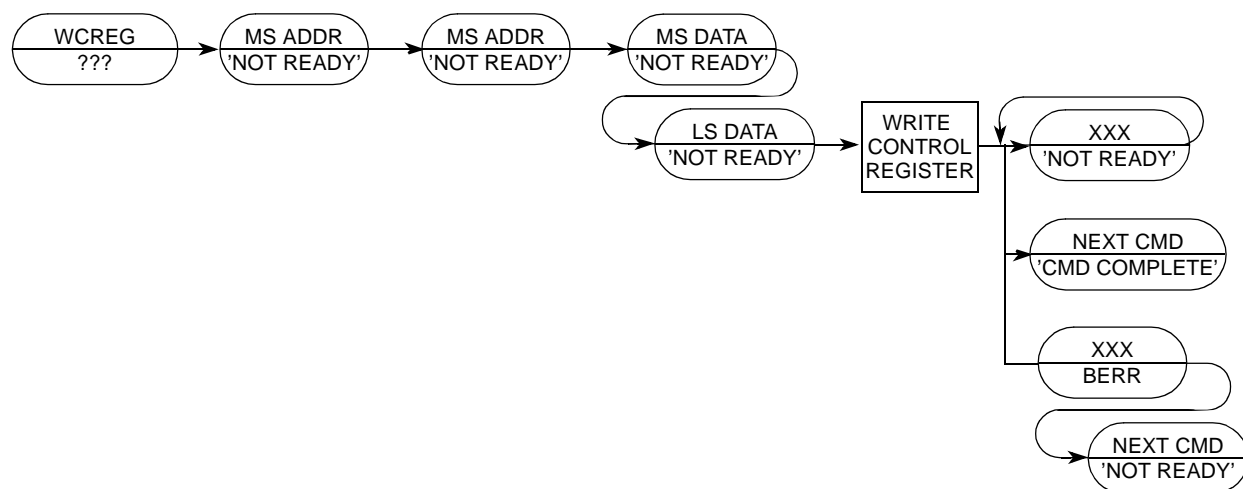 WCREG
???
MS ADDR
'NOT READY'
MS ADDR
'NOT READY'
MS DATA
'NOT READY'
LS DATA
'NOT READY'
WRITE
CONTROL
REGISTER
XXX
'NOT READY'
NEXT CMD
'CMD COMPLETE'
XXX
BERR
NEXT CMD
'NOT READY'